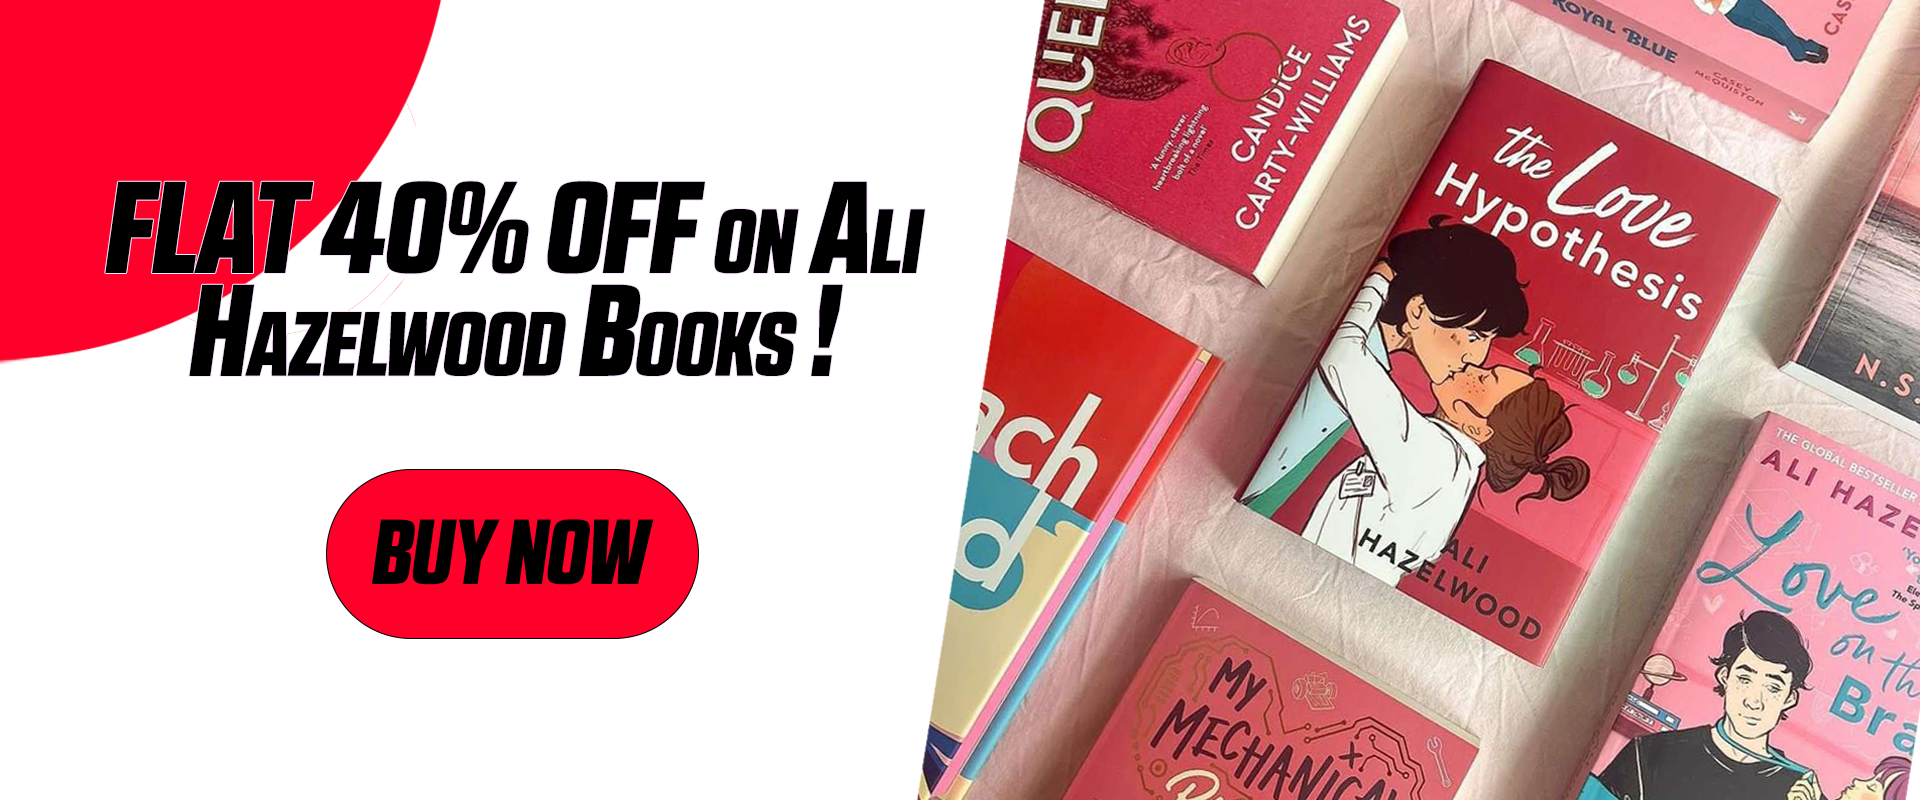 FLAT 40% OFF ON ALI
HAZELWOOD BOOKS !
BUY NOW
'A funny, clever,
heartbreaking lightning
bolt of a novel'
The Times
CANDICE
CARTY-WILLIAMS
ROYAL BLUE
CASEY
McQUISTON
the Love
Hypothesis
ALI
HAZELWOOD
N.S.
THE GLOBAL BESTSELLER
ALI HAZE
Love
on th
Bra
ach
d
MY
MECHANICAL